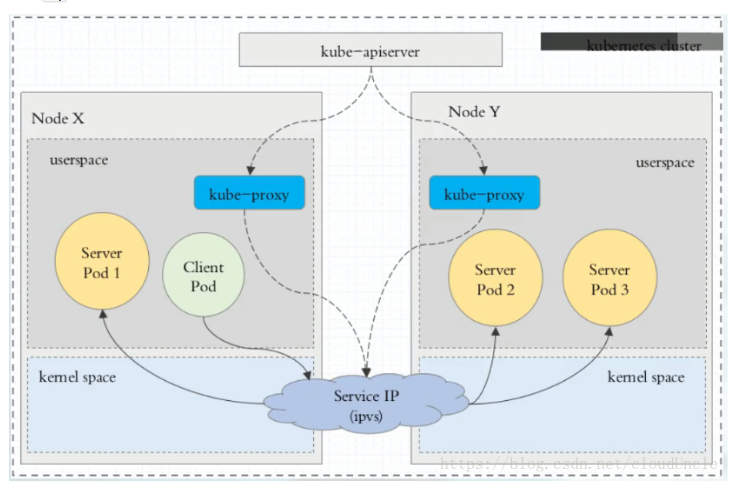 kube-apiserver
kubernetes cluster
Node X
Node Y
userspace
userspace
kube-proxy
kube-proxy
Server
Pod 1
Client
Pod
Server
Pod 2
Server
Pod 3
kernel space
kernel space
Service IP
(ipvs)
https://blog.csdn.net/cloudUncle